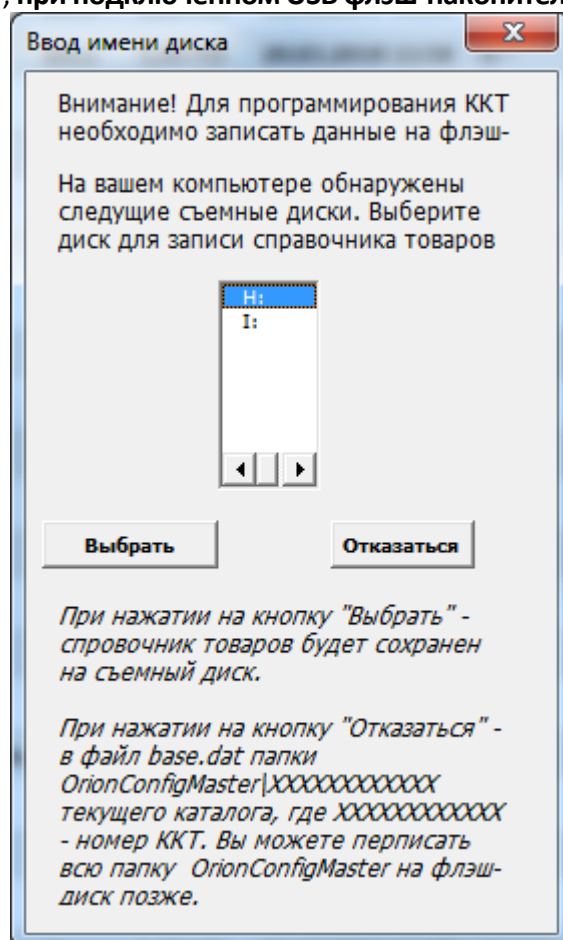 , при подключенном USB флэш-накопител
Ввод имени диска
Внимание! Для программирования ККТ
необходимо записать данные на флэш-
На вашем компьютере обнаружены
следущие съемные диски. Выберите
диск для записи справочника товаров
H:
I:
Выбрать
Отказаться
При нажатии на кнопку "Выбрать" -
спровочник товаров будет сохранен
на съемный диск.
При нажатии на кнопку "Отказаться" -
в файл base.dat папки
OrionConfigMaster\XXXXXXXXXXXX
текущего каталога, где XXXXXXXXXXXX
- номер ККТ. Вы можете перписать
всю папку OrionConfigMaster на флэш-
диск позже.